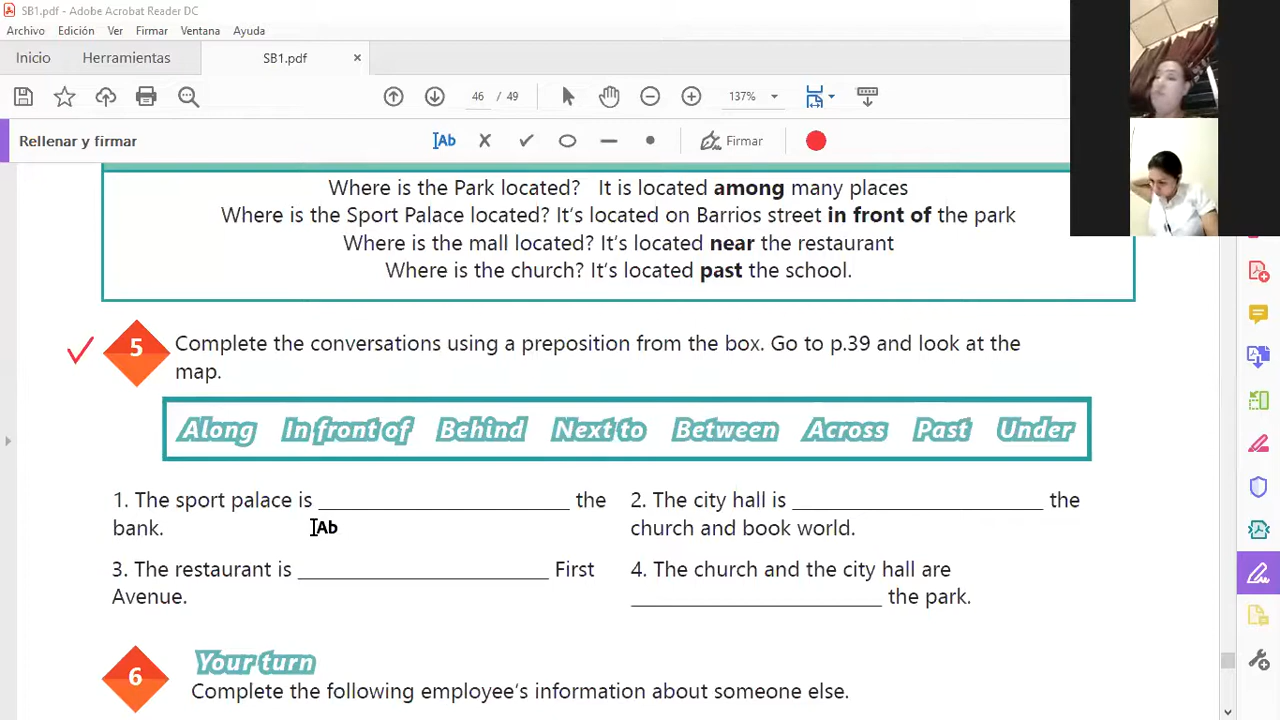 SB1.pdf - Adobe Acrobat Reader DC
Archivo Edición Ver Firmar Ventana Ayuda
Inicio Herramientas SB1.pdf ×
46 / 49 137%
Rellenar y firmar Ab Firmar
Where is the Park located? It is located among many places
Where is the Sport Palace located? It's located on Barrios street in front of the park
Where is the mall located? It's located near the restaurant
Where is the church? It's located past the school.
5 Complete the conversations using a preposition from the box. Go to p.39 and look at the
map.
Along In front of Behind Next to Between Across Past Under
1. The sport palace is ______________________ the
bank.
Ab
2. The city hall is ______________________ the
church and book world.
3. The restaurant is ______________________ First
Avenue.
4. The church and the city hall are
______________________ the park.
6 Your turn
Complete the following employee's information about someone else.